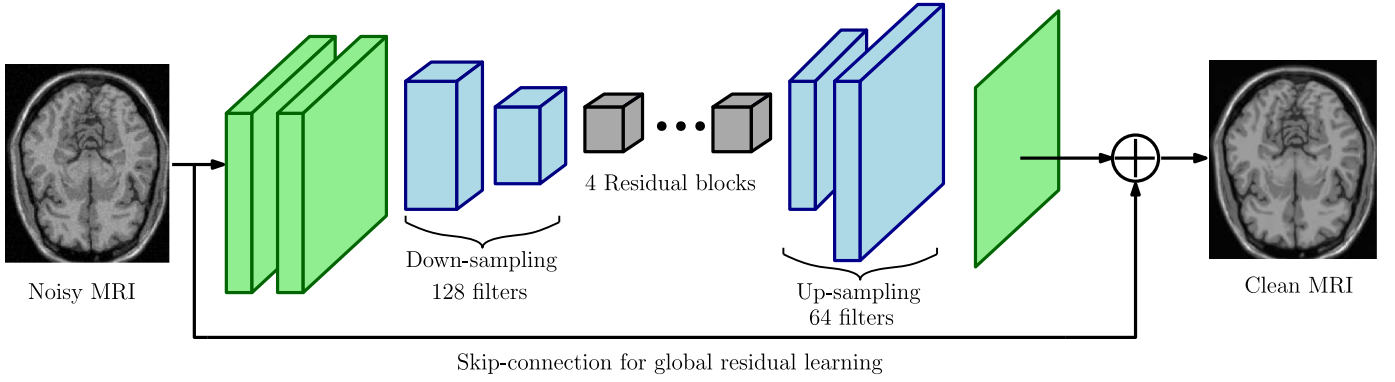 Noisy MRI
Down-sampling
128 filters
4 Residual blocks
Up-sampling
64 filters
Clean MRI
Skip-connection for global residual learning